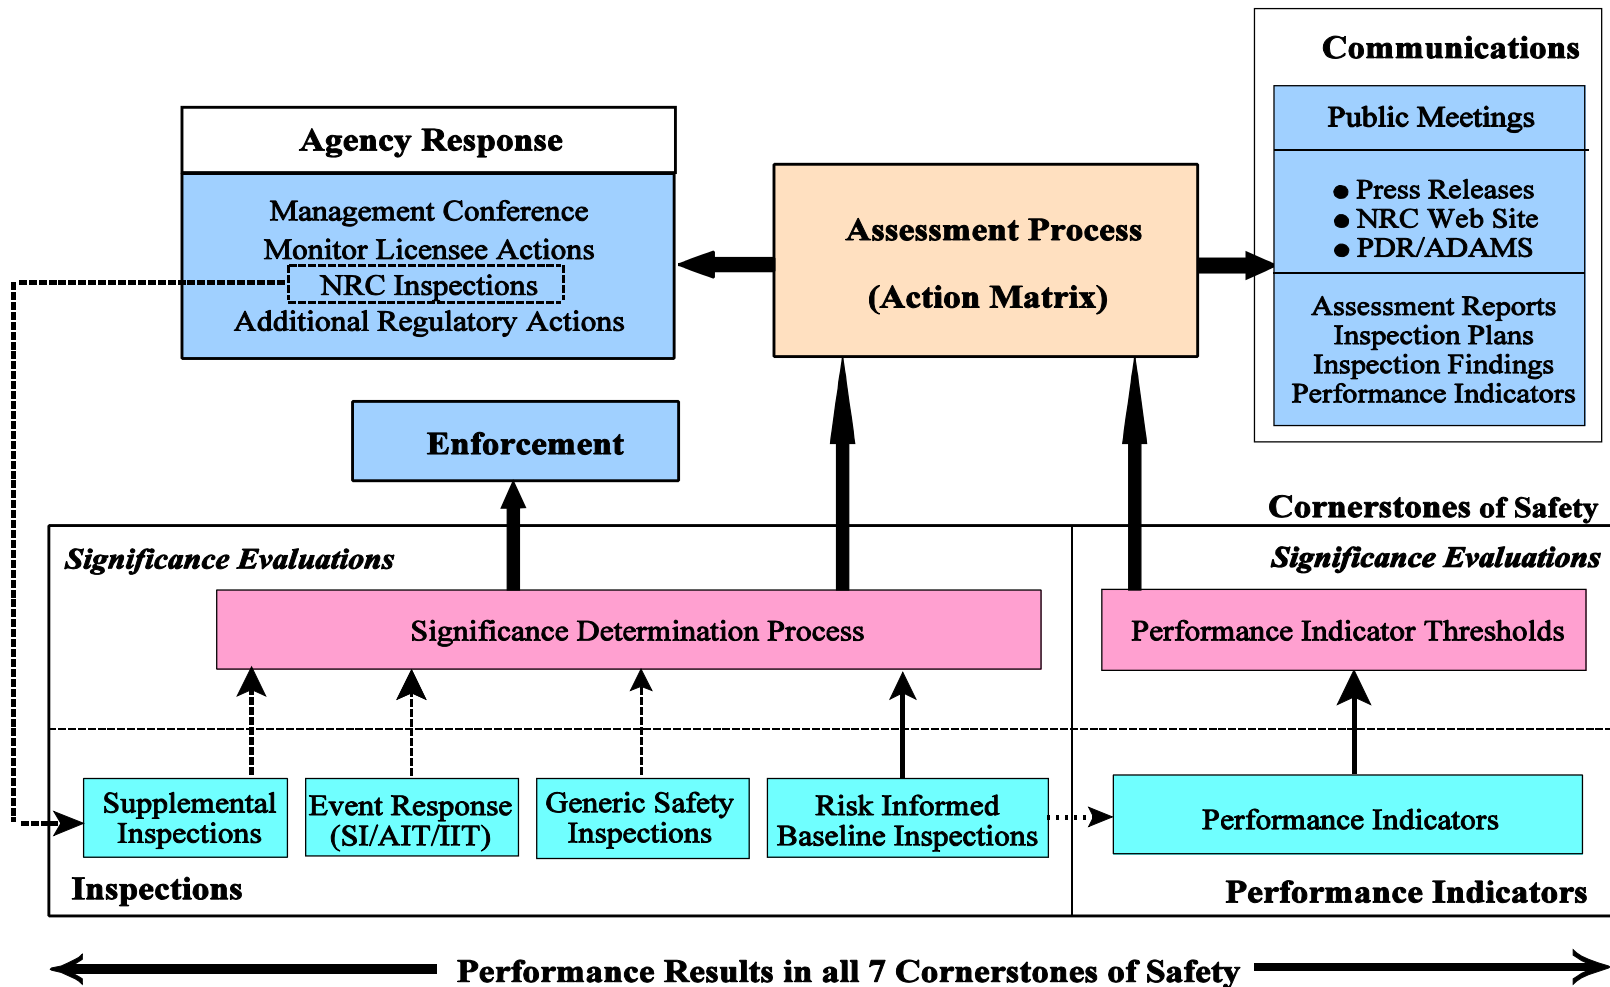 Communications
Public Meetings
● Press Releases
● NRC Web Site
● PDR/ADAMS
Assessment Reports
Inspection Plans
Inspection Findings
Performance Indicators
Agency Response
Management Conference
Monitor Licensee Actions
NRC Inspections
Additional Regulatory Actions
Assessment Process
(Action Matrix)
Enforcement
Cornerstones of Safety
Significance Evaluations
Significance Evaluations
Significance Determination Process
Performance Indicator Thresholds
Supplemental
Inspections
Event Response
(SI/AIT/IIT)
Generic Safety
Inspections
Risk Informed
Baseline Inspections
Performance Indicators
Inspections
Performance Indicators
Performance Results in all 7 Cornerstones of Safety